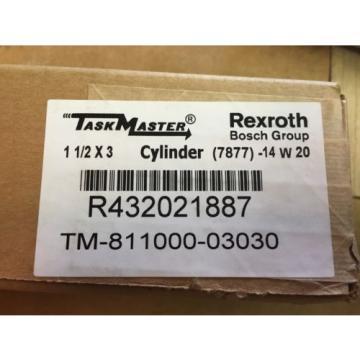 TASKMASTER® Rexroth
Bosch Group
1 1/2 X 3 Cylinder (7877) -14 W 20
R432021887
TM-811000-03030